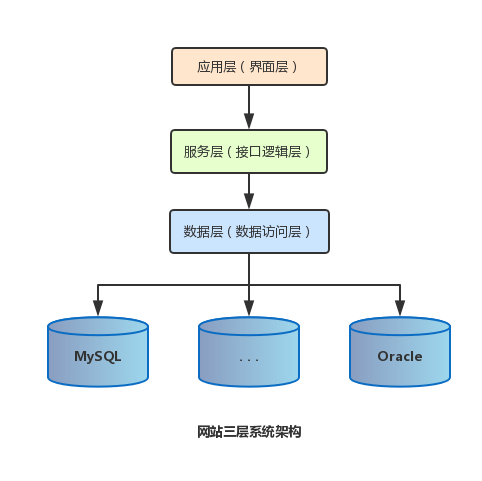 应用层（界面层）
服务层（接口逻辑层）
数据层（数据访问层）
MySQL
...
Oracle
网站三层系统架构